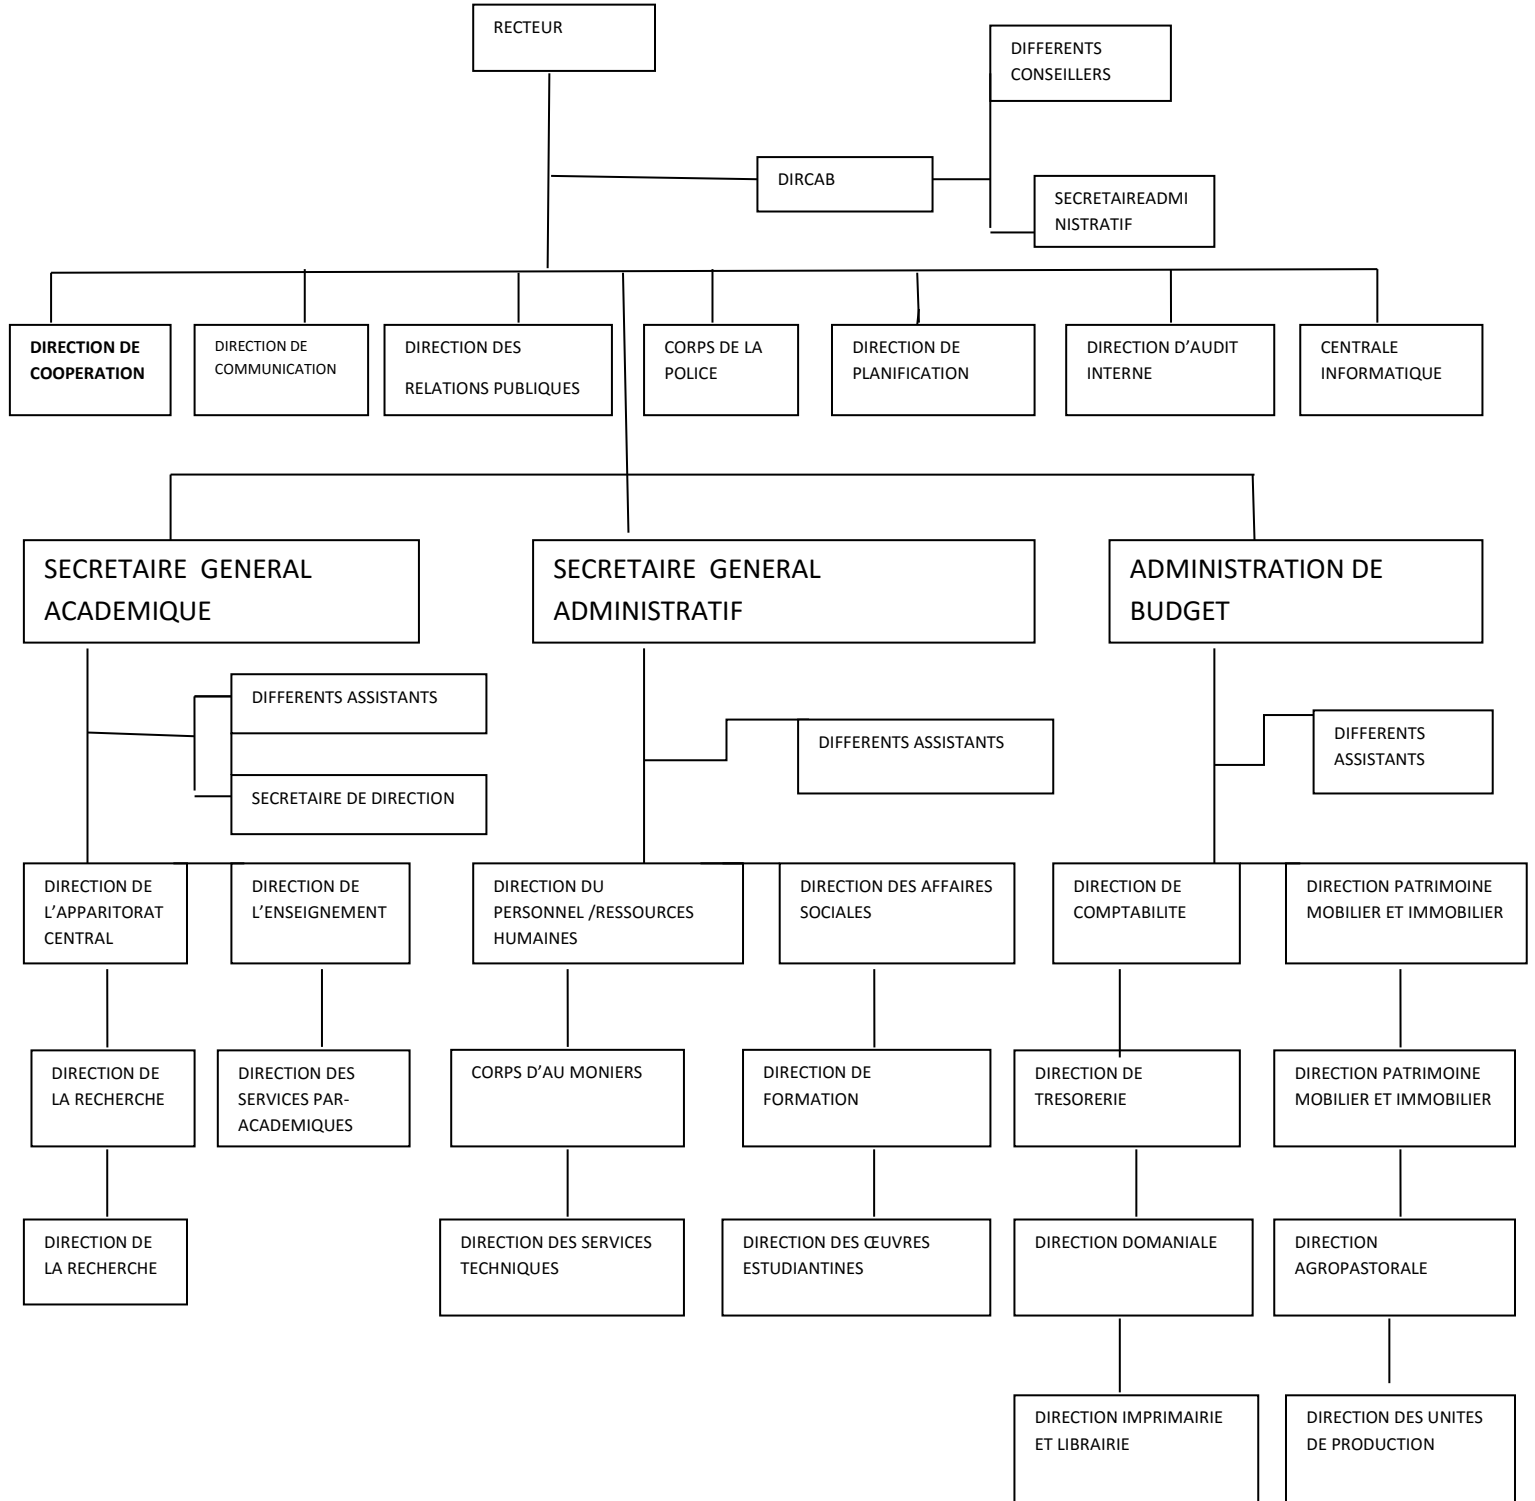 RECTEUR
DIFFERENTS
CONSEILLERS
DIRCAB
SECRETAIREADMI
NISTRATIF
DIRECTION DE
COOPERATION
DIRECTION DE
COMMUNICATION
DIRECTION DES
RELATIONS PUBLIQUES
CORPS DE LA
POLICE
DIRECTION DE
PLANIFICATION
DIRECTION D’AUDIT
INTERNE
CENTRALE
INFORMATIQUE
SECRETAIRE GENERAL
ACADEMIQUE
SECRETAIRE GENERAL
ADMINISTRATIF
ADMINISTRATION DE
BUDGET
DIFFERENTS ASSISTANTS
SECRETAIRE DE DIRECTION
DIFFERENTS ASSISTANTS
DIFFERENTS
ASSISTANTS
DIRECTION DE
L’APPARITORAT
CENTRAL
DIRECTION DE
L’ENSEIGNEMENT
DIRECTION DU
PERSONNEL /RESSOURCES
HUMAINES
DIRECTION DES AFFAIRES
SOCIALES
DIRECTION DE
COMPTABILITE
DIRECTION PATRIMOINE
MOBILIER ET IMMOBILIER
DIRECTION DE
LA RECHERCHE
DIRECTION DES
SERVICES PAR-
ACADEMIQUES
CORPS D’AU MONIERS
DIRECTION DE
FORMATION
DIRECTION DE
TRESORERIE
DIRECTION PATRIMOINE
MOBILIER ET IMMOBILIER
DIRECTION DE
LA RECHERCHE
DIRECTION DES SERVICES
TECHNIQUES
DIRECTION DES ŒUVRES
ESTUDIANTINES
DIRECTION DOMANIALE
DIRECTION
AGROPASTORALE
DIRECTION IMPRIMAIRIE
ET LIBRAIRIE
DIRECTION DES UNITES
DE PRODUCTION